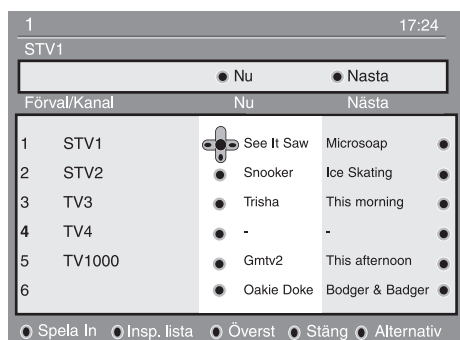 1 17:24
STV1
Nu Nasta
Förval/Kanal Nu Nästa
1 STV1 See It Saw Microsoap
2 STV2 Snooker Ice Skating
3 TV3 Trisha This morning
4 TV4 - -
5 TV1000 Gmtv2 This afternoon
6 Oakie Doke Bodger & Badger
Spela In Insp. lista Överst Stäng Alternativ